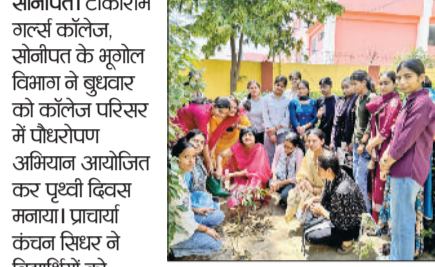 सोनीपत। टीकाराम
गर्ल्स कॉलेज,
सोनीपत के भूगोल
विभाग ने बुधवार
को कॉलेज परिसर
में पौधरोपण
अभियान आयोजित
कर पृथ्वी दिवस
मनाया। प्राचार्या
कंचन सिधर ने
विद्यार्थियों को